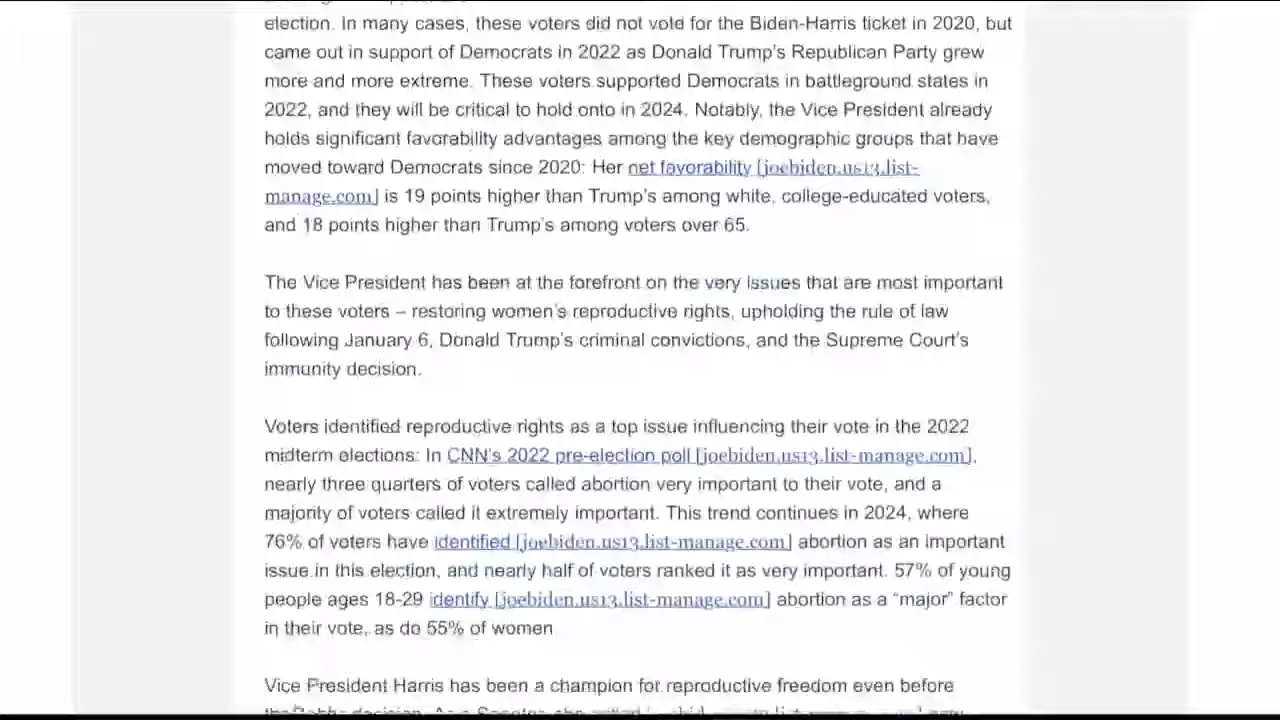 election. In many cases, these voters did not vote for the Biden-Harris ticket in 2020, but
came out in support of Democrats in 2022 as Donald Trump's Republican Party grew
more and more extreme. These voters supported Democrats in battleground states in
2022, and they will be critical to hold onto in 2024. Notably, the Vice President already
holds significant favorability advantages among the key demographic groups that have
moved toward Democrats since 2020: Her net favorability [joebiden.us13.list-
manage.com] is 19 points higher than Trump's among white, college-educated voters,
and 18 points higher than Trump's among voters over 65.
The Vice President has been at the forefront on the very issues that are most important
to these voters – restoring women's reproductive rights, upholding the rule of law
following January 6, Donald Trump's criminal convictions, and the Supreme Court's
immunity decision.
Voters identified reproductive rights as a top issue influencing their vote in the 2022
midterm elections: In CNN's 2022 pre-election poll [joebiden.us13.list-manage.com],
nearly three quarters of voters called abortion very important to their vote, and a
majority of voters called it extremely important. This trend continues in 2024, where
76% of voters have identified [joebiden.us13.list-manage.com] abortion as an important
issue in this election, and nearly half of voters ranked it as very important. 57% of young
people ages 18-29 identify [joebiden.us13.list-manage.com] abortion as a "major" factor
in their vote, as do 55% of women
Vice President Harris has been a champion for reproductive freedom even before